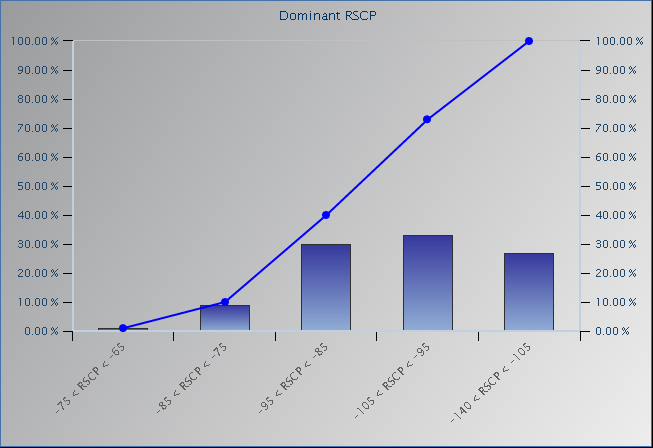 Dominant RSCP
100.00 % 100.00 %
90.00 % 90.00 %
80.00 % 80.00 %
70.00 % 70.00 %
60.00 % 60.00 %
50.00 % 50.00 %
40.00 % 40.00 %
30.00 % 30.00 %
20.00 % 20.00 %
10.00 % 10.00 %
0.00 % 0.00 %
-75 < RSCP < -65
-85 < RSCP < -75
-95 < RSCP < -85
-105 < RSCP < -95
-140 < RSCP < -105